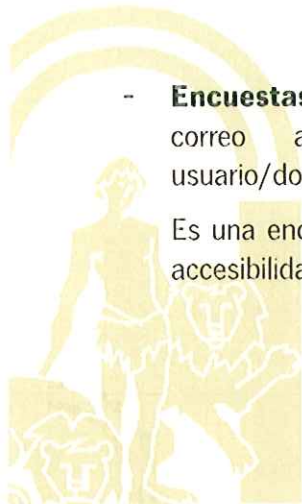 - Encuestas
correo
usuario/do
Es una enc
accesibilida